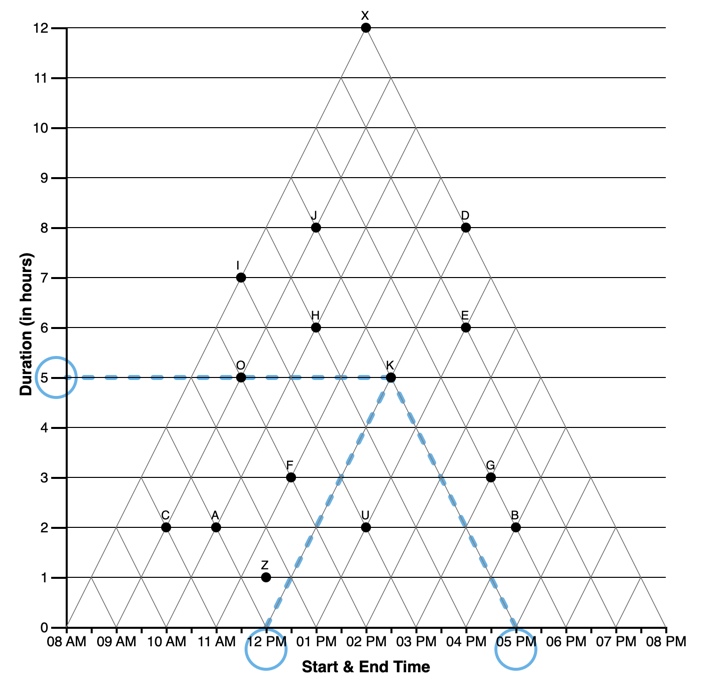 X
12
11
10
9
J
D
8
I
7
H
E
6
O
K
5
4
F
G
3
C
A
U
B
2
Z
1
0
Duration (in hours)
08 AM 09 AM 10 AM 11 AM 12 PM 01 PM 02 PM 03 PM 04 PM 05 PM 06 PM 07 PM 08 PM
Start & End Time